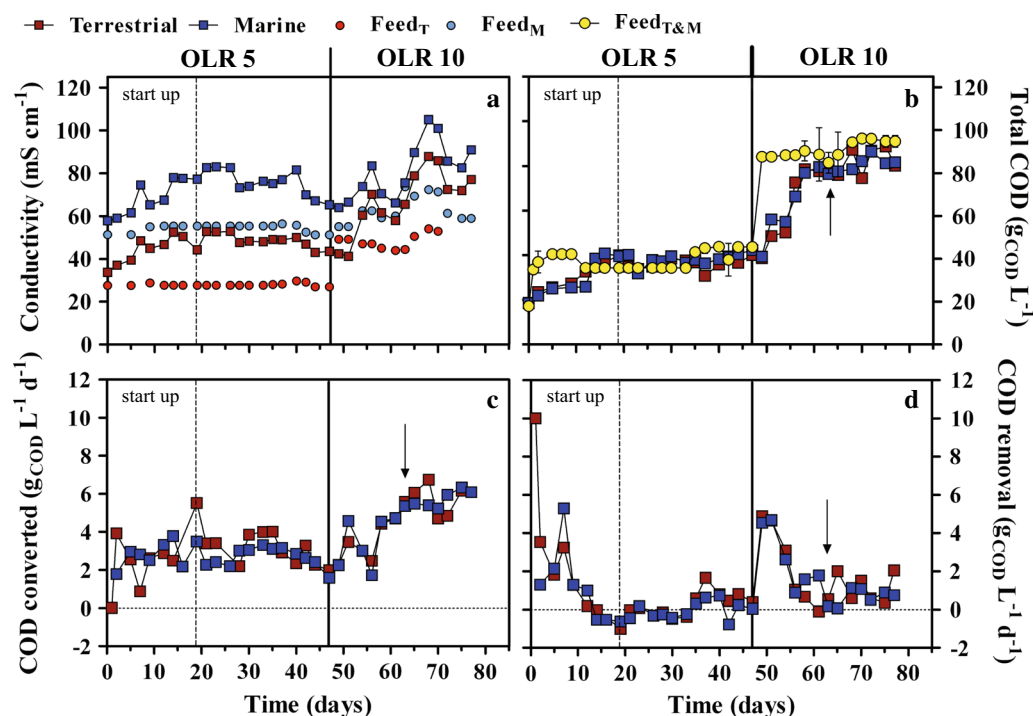 Terrestrial Marine Feed_T Feed_M Feed_T&M
OLR 5 OLR 10 OLR 5 OLR 10
start up a
Conductivity (mS cm⁻¹)
120
100
80
60
40
20
0
start up b
Total COD (g_COD L⁻¹)
120
100
80
60
40
20
0
start up c
COD converted (g_COD L⁻¹ d⁻¹)
12
10
8
6
4
2
0
-2
0 10 20 30 40 50 60 70 80
Time (days)
start up d
COD removal (g_COD L⁻¹ d⁻¹)
12
10
8
6
4
2
0
-2
0 10 20 30 40 50 60 70 80
Time (days)